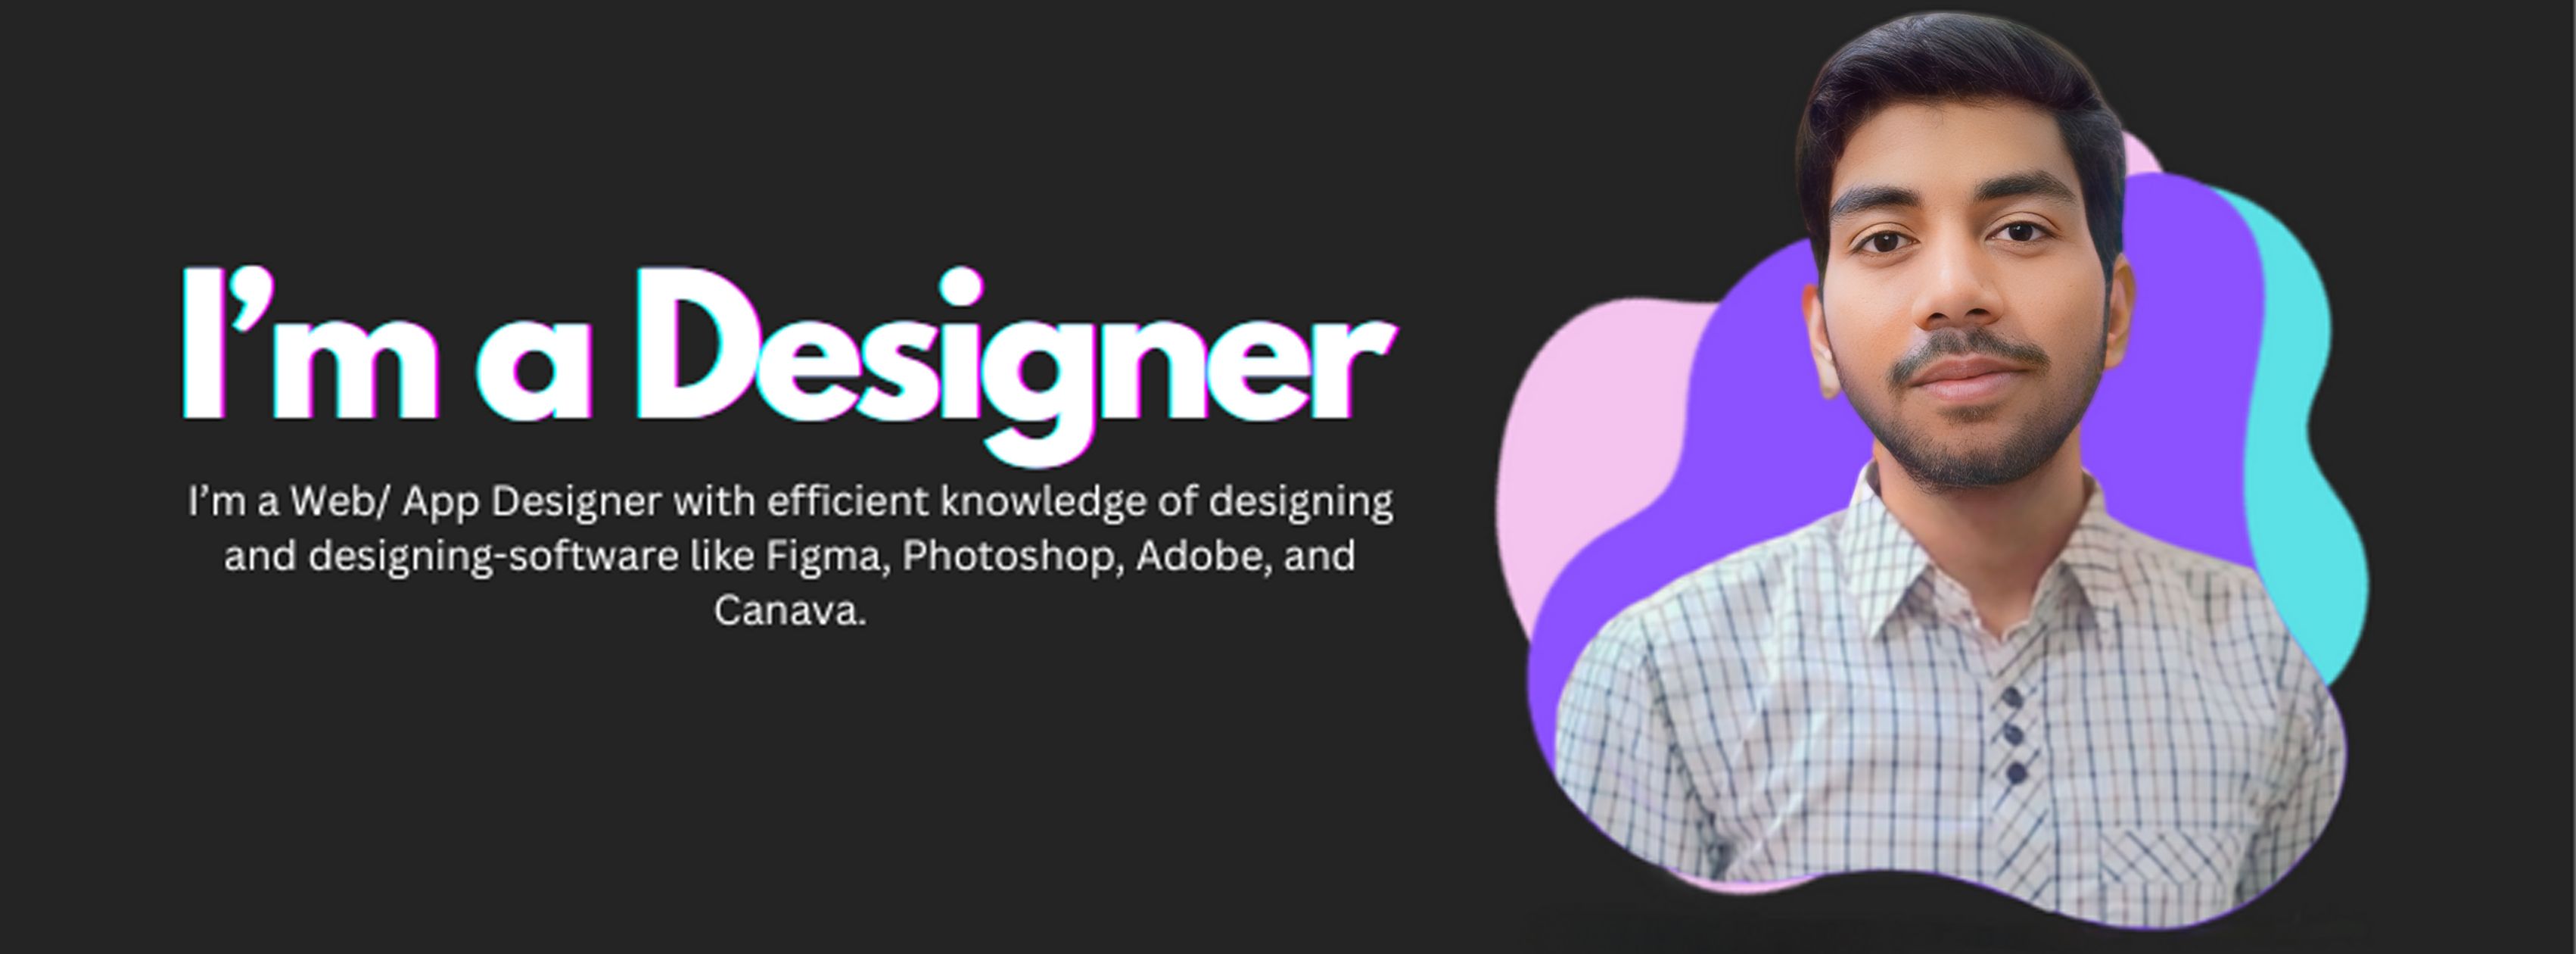 I’m a Designer
I’m a Web/ App Designer with efficient knowledge of designing
and designing-software like Figma, Photoshop, Adobe, and
Canava.